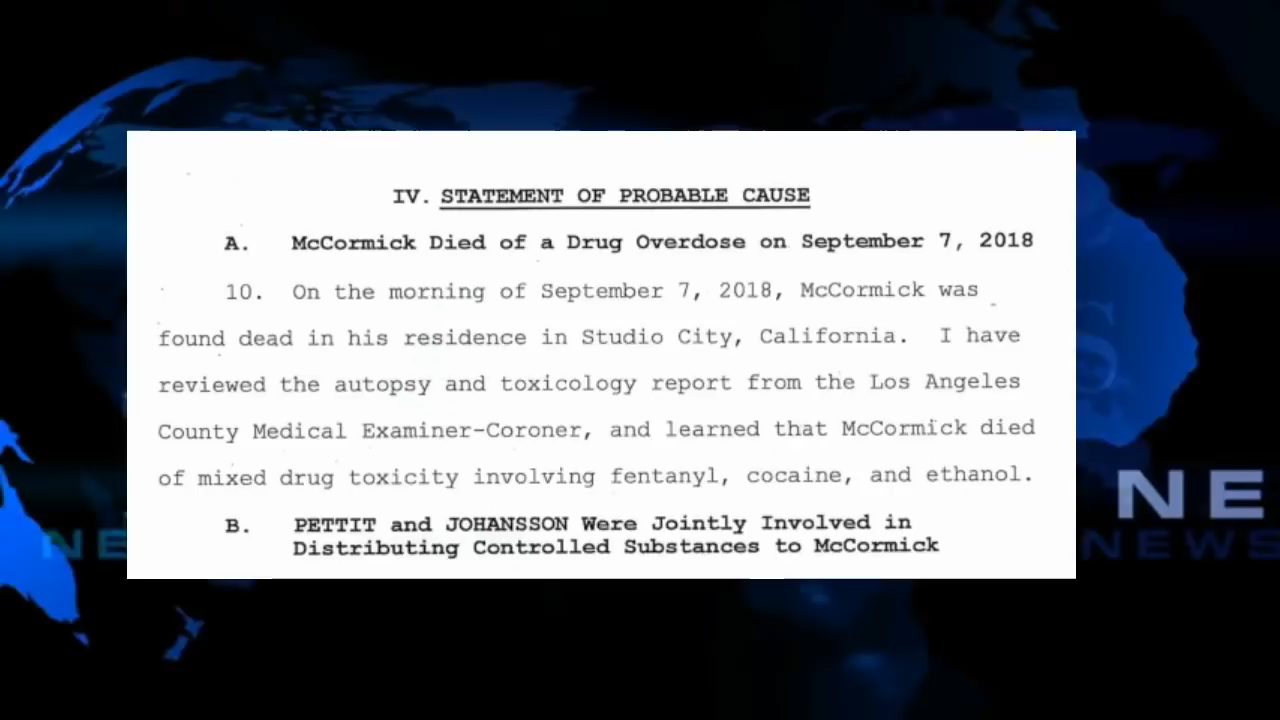 IV. STATEMENT OF PROBABLE CAUSE
A. McCormick Died of a Drug Overdose on September 7, 2018
10. On the morning of September 7, 2018, McCormick was
found dead in his residence in Studio City, California. I have
reviewed the autopsy and toxicology report from the Los Angeles
County Medical Examiner-Coroner, and learned that McCormick died
of mixed drug toxicity involving fentanyl, cocaine, and ethanol.
B. PETTIT and JOHANSSON Were Jointly Involved in
Distributing Controlled Substances to McCormick
NE
NE
NEWS